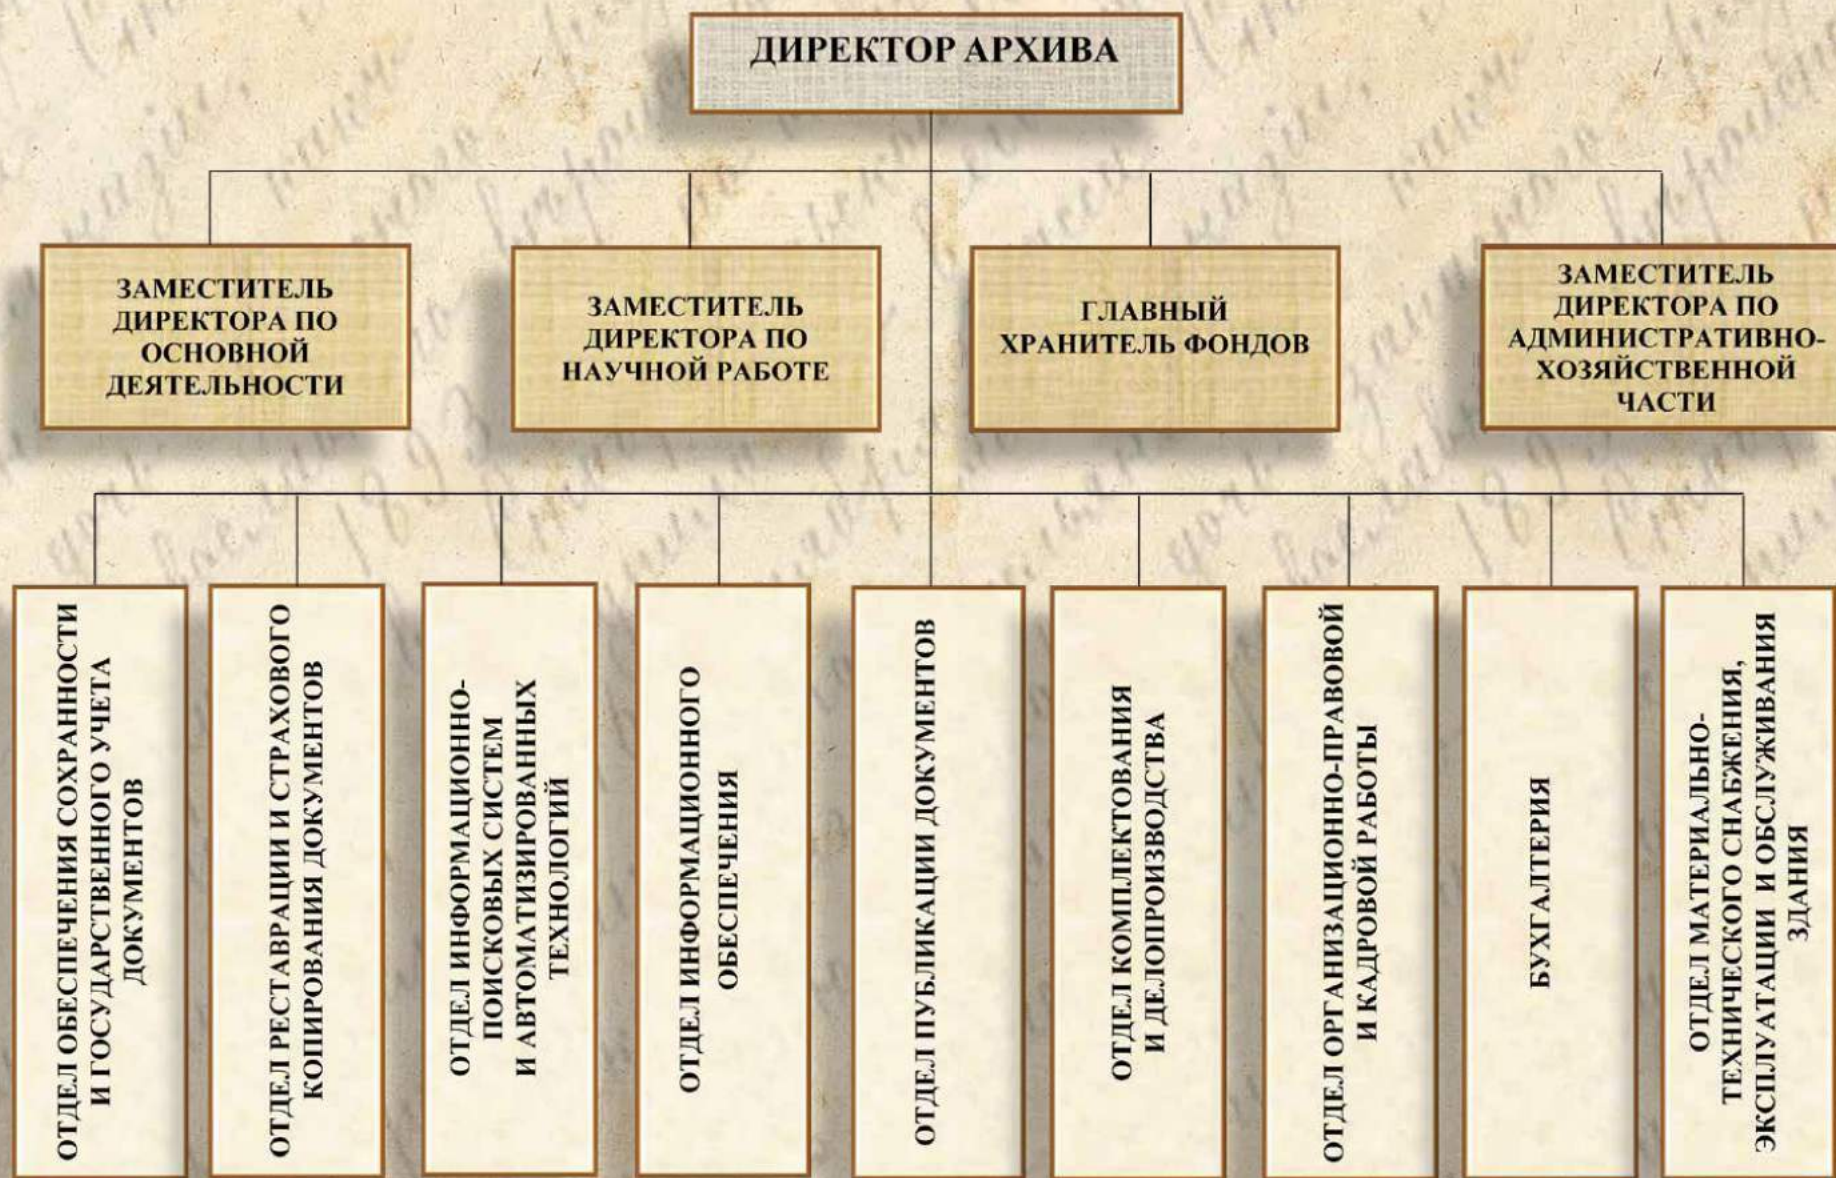 ДИРЕКТОР АРХИВА
ЗАМЕСТИТЕЛЬ
ДИРЕКТОРА ПО
ОСНОВНОЙ
ДЕЯТЕЛЬНОСТИ
ЗАМЕСТИТЕЛЬ
ДИРЕКТОРА ПО
НАУЧНОЙ РАБОТЕ
ГЛАВНЫЙ
ХРАНИТЕЛЬ ФОНДОВ
ЗАМЕСТИТЕЛЬ
ДИРЕКТОРА ПО
АДМИНИСТРАТИВНО-
ХОЗЯЙСТВЕННОЙ
ЧАСТИ
ОТДЕЛ ОБЕСПЕЧЕНИЯ СОХРАННОСТИ
И ГОСУДАРСТВЕННОГО УЧЕТА
ДОКУМЕНТОВ
ОТДЕЛ РЕСТАВРАЦИИ И СТРАХОВОГО
КОПИРОВАНИЯ ДОКУМЕНТОВ
ОТДЕЛ ИНФОРМАЦИОННО-
ПОИСКОВЫХ СИСТЕМ
И АВТОМАТИЗИРОВАННЫХ
ТЕХНОЛОГИЙ
ОТДЕЛ ИНФОРМАЦИОННОГО
ОБЕСПЕЧЕНИЯ
ОТДЕЛ ПУБЛИКАЦИИ ДОКУМЕНТОВ
ОТДЕЛ КОМПЛЕКТОВАНИЯ
И ДЕЛОПРОИЗВОДСТВА
ОТДЕЛ ОРГАНИЗАЦИОННО-ПРАВОВОЙ
И КАДРОВОЙ РАБОТЫ
БУХГАЛТЕРИЯ
ОТДЕЛ МАТЕРИАЛЬНО-
ТЕХНИЧЕСКОГО СНАБЖЕНИЯ,
ЭКСПЛУАТАЦИИ И ОБСЛУЖИВАНИЯ
ЗДАНИЯ